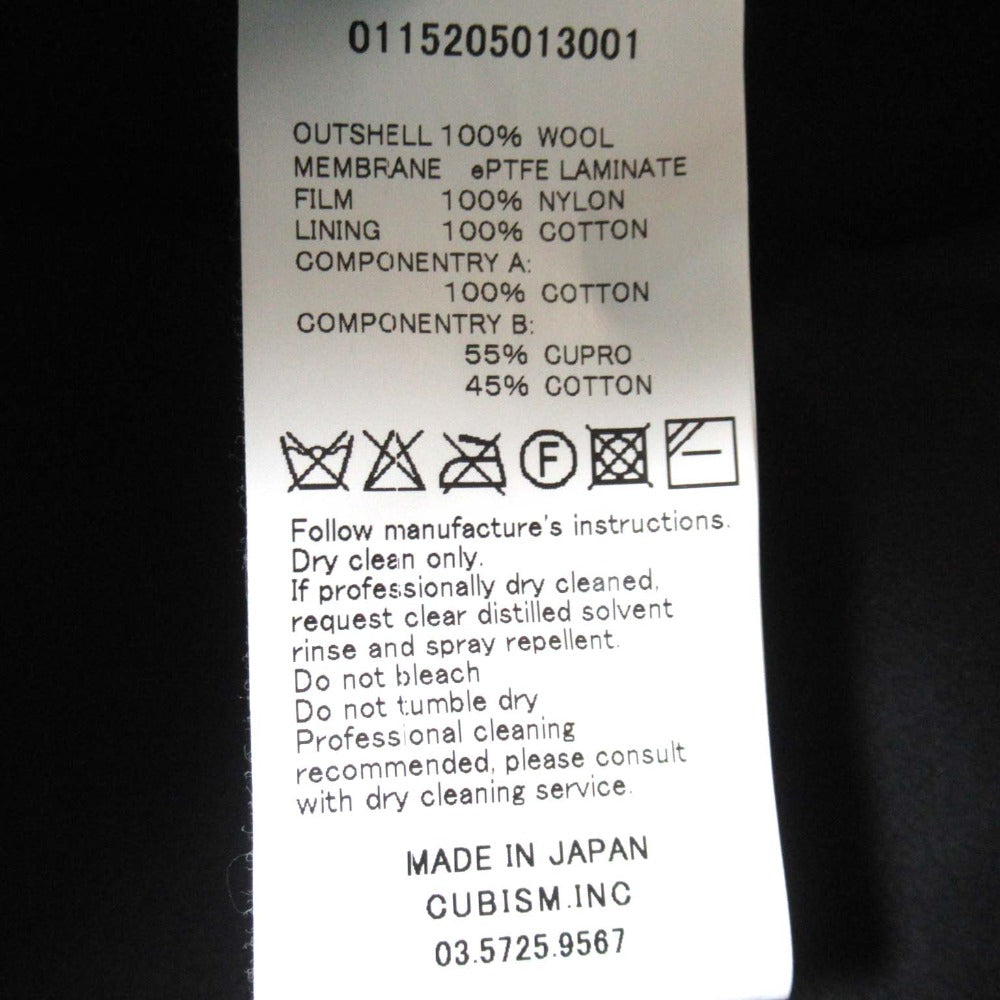 0115205013001
OUTSHELL 100% WOOL
MEMBRANE ePTFE LAMINATE
FILM 100% NYLON
LINING 100% COTTON
COMPONENTRY A:
100% COTTON
COMPONENTRY B:
55% CUPRO
45% COTTON
F
Follow manufacture's instructions.
Dry clean only.
If professionally dry cleaned,
request clear distilled solvent
rinse and spray repellent.
Do not bleach
Do not tumble dry
Professional cleaning
recommended, please consult
with dry cleaning service.
MADE IN JAPAN
CUBISM.INC
03.5725.9567